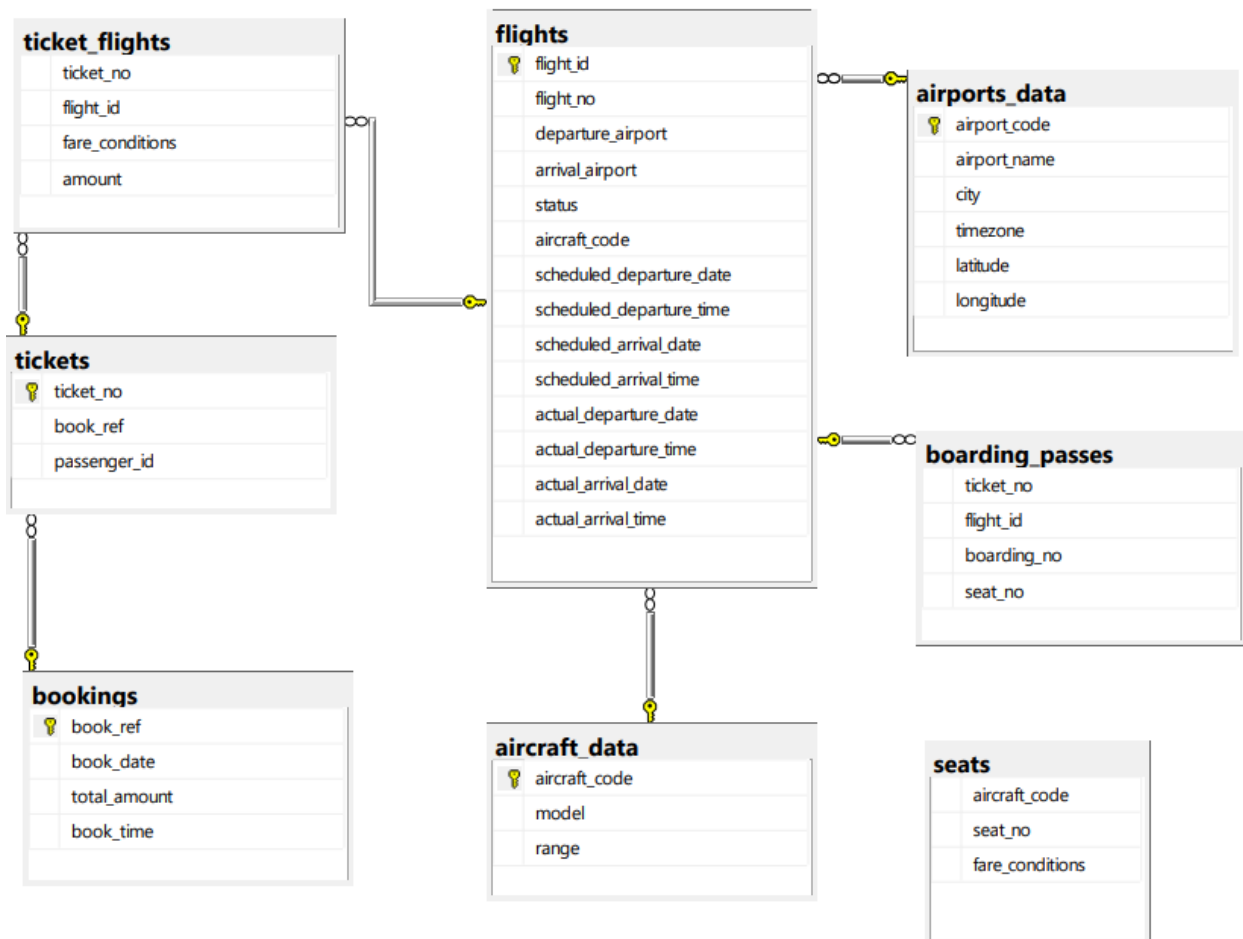 ticket_flights
ticket_no
flight_id
fare_conditions
amount
flights
flight_id
flight_no
departure_airport
arrival_airport
status
aircraft_code
scheduled_departure_date
scheduled_departure_time
scheduled_arrival_date
scheduled_arrival_time
actual_departure_date
actual_departure_time
actual_arrival_date
actual_arrival_time
airports_data
airport_code
airport_name
city
timezone
latitude
longitude
tickets
ticket_no
book_ref
passenger_id
boarding_passes
ticket_no
flight_id
boarding_no
seat_no
bookings
book_ref
book_date
total_amount
book_time
aircraft_data
aircraft_code
model
range
seats
aircraft_code
seat_no
fare_conditions